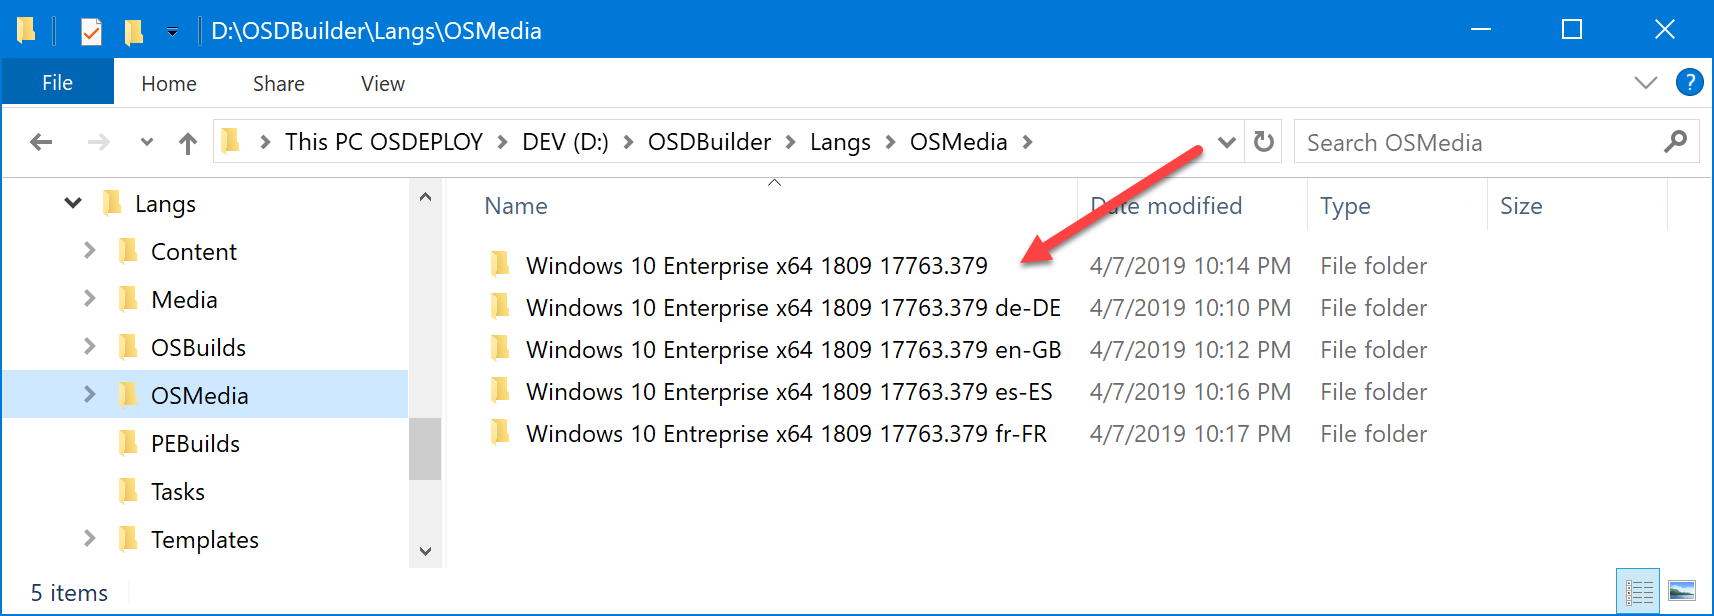 D:\OSDBuilder\Langs\OSMedia
File Home Share View ?
This PC OSDEPLOY DEV (D:) OSDBuilder Langs OSMedia Search OSMedia
Langs
Content
Media
OSBuilds
OSMedia
PEBuilds
Tasks
Templates
Name Date modified Type Size
Windows 10 Enterprise x64 1809 17763.379 4/7/2019 10:14 PM File folder
Windows 10 Enterprise x64 1809 17763.379 de-DE 4/7/2019 10:10 PM File folder
Windows 10 Enterprise x64 1809 17763.379 en-GB 4/7/2019 10:12 PM File folder
Windows 10 Enterprise x64 1809 17763.379 es-ES 4/7/2019 10:16 PM File folder
Windows 10 Entreprise x64 1809 17763.379 fr-FR 4/7/2019 10:17 PM File folder
5 items